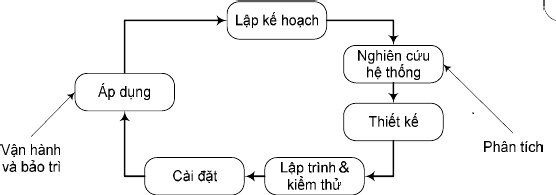 Lập kế hoạch
Nghiên cứu
hệ thống
Áp dụng
Thiết kế
Vận hành
và bảo trì
Phân tích
Cài đặt
Lập trình &
kiểm thử